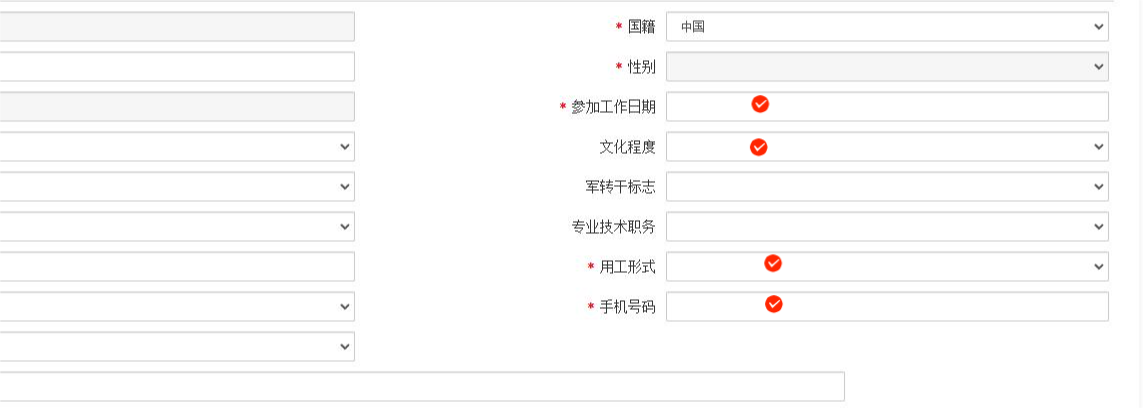 * 国籍 中国
* 性别
* 参加工作日期
文化程度
军转干标志
专业技术职务
* 用工形式
* 手机号码